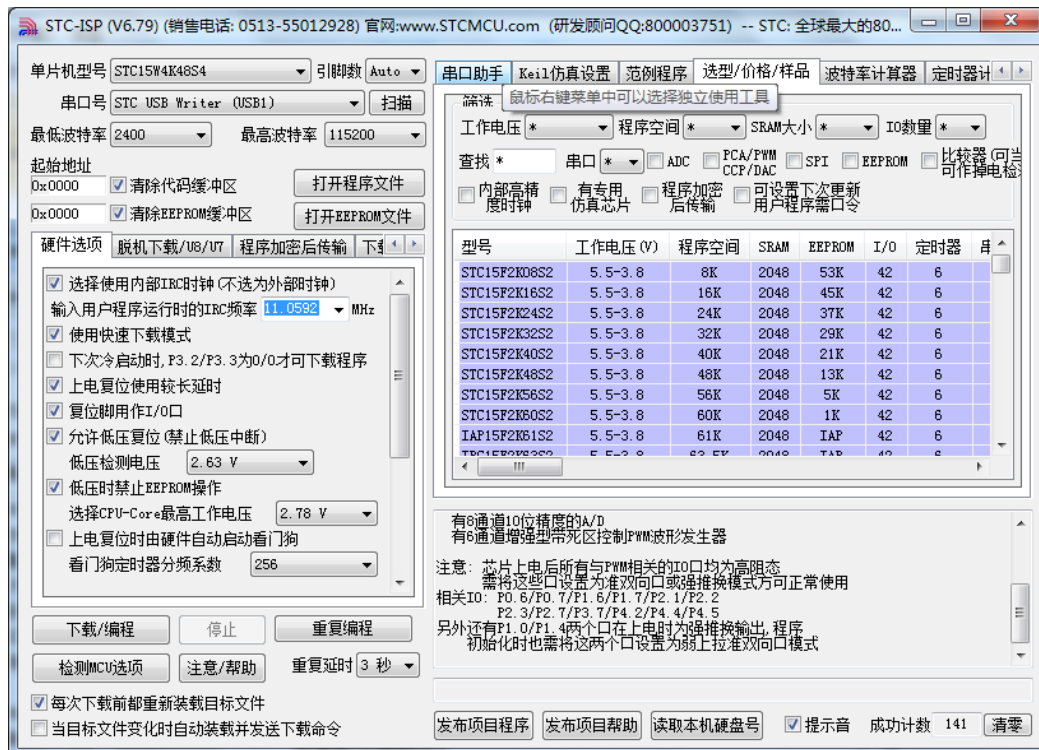 STC-ISP (V6.79) (销售电话: 0513-55012928) 官网:www.STCMCU.com (研发顾问QQ:800003751) -- STC: 全球最大的80...
单片机型号 STC15W4K48S4 引脚数 Auto
串口号 STC USB Writer (USB1) 扫描
最低波特率 2400 最高波特率 115200
起始地址
0x0000 清除代码缓冲区 打开程序文件
0x0000 清除EEPROM缓冲区 打开EEPROM文件
硬件选项 脱机下载/U8/U7 程序加密后传输
选择使用内部IRC时钟(不选为外部时钟)
输入用户程序运行时的IRC频率 11.0592 MHz
使用快速下载模式
下次冷启动时,P3.2/P3.3为0/0才可下载程序
上电复位使用较长延时
复位脚用作I/O口
允许低压复位(禁止低压中断)
低压检测电压 2.63 V
低压时禁止EEPROM操作
选择CPU-Core最高工作电压 2.78 V
上电复位时由硬件自动启动看门狗
看门狗定时器分频系数 256
下载/编程 停止 重复编程
检测MCU选项 注意/帮助 重复延时 3 秒
每次下载前都重新装载目标文件
当目标文件变化时自动装载并发送下载命令
串口助手 Keil仿真设置 范例程序 选型/价格/样品 波特率计算器 定时器计
筛选 鼠标右键菜单中可以选择独立使用工具
工作电压 * 程序空间 * SRAM大小 * IO数量 *
查找 * 串口 * ADC PCA/PWM CCP/DAC SPI EEPROM 比较器(可当 可作掉电检
内部高精度时钟 有专用仿真芯片 程序加密后传输 可设置下次更新用户程序需口令
型号 工作电压(V) 程序空间 SRAM EEPROM I/O 定时器
STC15F2K08S2 5.5-3.8 8K 2048 53K 42 6
STC15F2K16S2 5.5-3.8 16K 2048 45K 42 6
STC15F2K24S2 5.5-3.8 24K 2048 37K 42 6
STC15F2K32S2 5.5-3.8 32K 2048 29K 42 6
STC15F2K40S2 5.5-3.8 40K 2048 21K 42 6
STC15F2K48S2 5.5-3.8 48K 2048 13K 42 6
STC15F2K56S2 5.5-3.8 56K 2048 5K 42 6
STC15F2K60S2 5.5-3.8 60K 2048 1K 42 6
IAP15F2K61S2 5.5-3.8 61K 2048 IAP 42 6
有8通道10位精度的A/D
有6通道增强型带死区控制PWM波形发生器
注意: 芯片上电后所有与PWM相关的IO口均为高阻态
需将这些口设置为准双向口或强推换模式方可正常使用
相关IO: P0.6/P0.7/P1.6/P1.7/P2.1/P2.2
P2.3/P2.7/P3.7/P4.2/P4.4/P4.5
另外还有P1.0/P1.4两个口在上电时为强推换输出,程序
初始化时也需将这两个口设置为弱上拉准双向口模式
发布项目程序 发布项目帮助 读取本机硬盘号 提示音 成功计数 141 清零